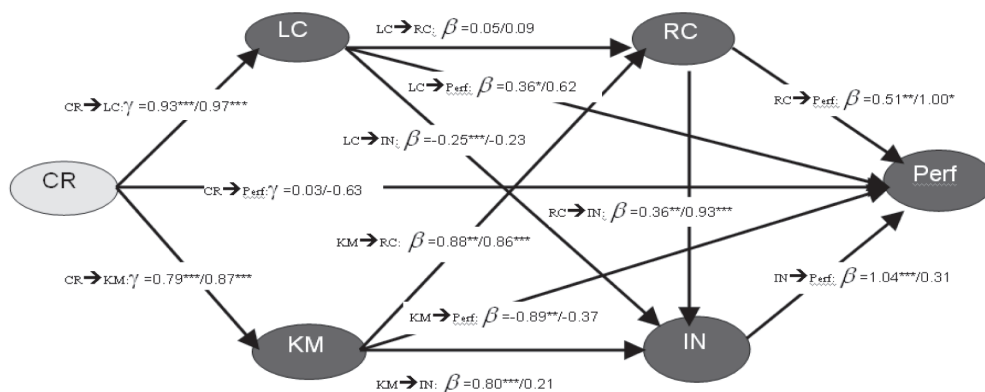 LC
LC➔RC: β =0.05/0.09
RC
LC➔Perf: β =0.36*/0.62
CR➔LC:γ =0.93***/0.97***
RC➔Perf: β =0.51**/1.00*
LC➔IN: β =-0.25***/-0.23
CR
CR➔Perf:γ =0.03/-0.63
Perf
RC➔IN: β =0.36**/0.93***
KM➔RC: β =0.88**/0.86***
CR➔KM:γ =0.79***/0.87***
IN➔Perf: β =1.04***/0.31
KM➔Perf: β =-0.89**/-0.37
KM
IN
KM➔IN: β =0.80***/0.21